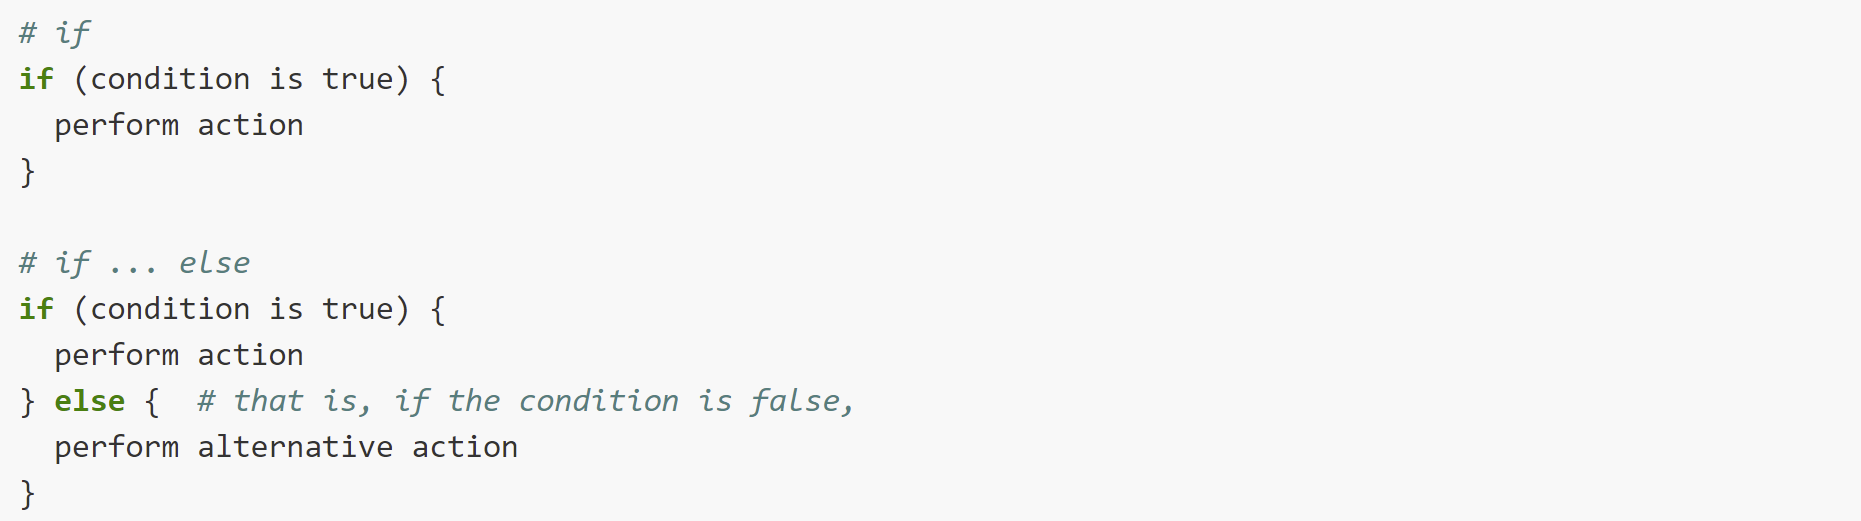 # if
if (condition is true) {
  perform action
}

# if ... else
if (condition is true) {
  perform action
} else {  # that is, if the condition is false,
  perform alternative action
}